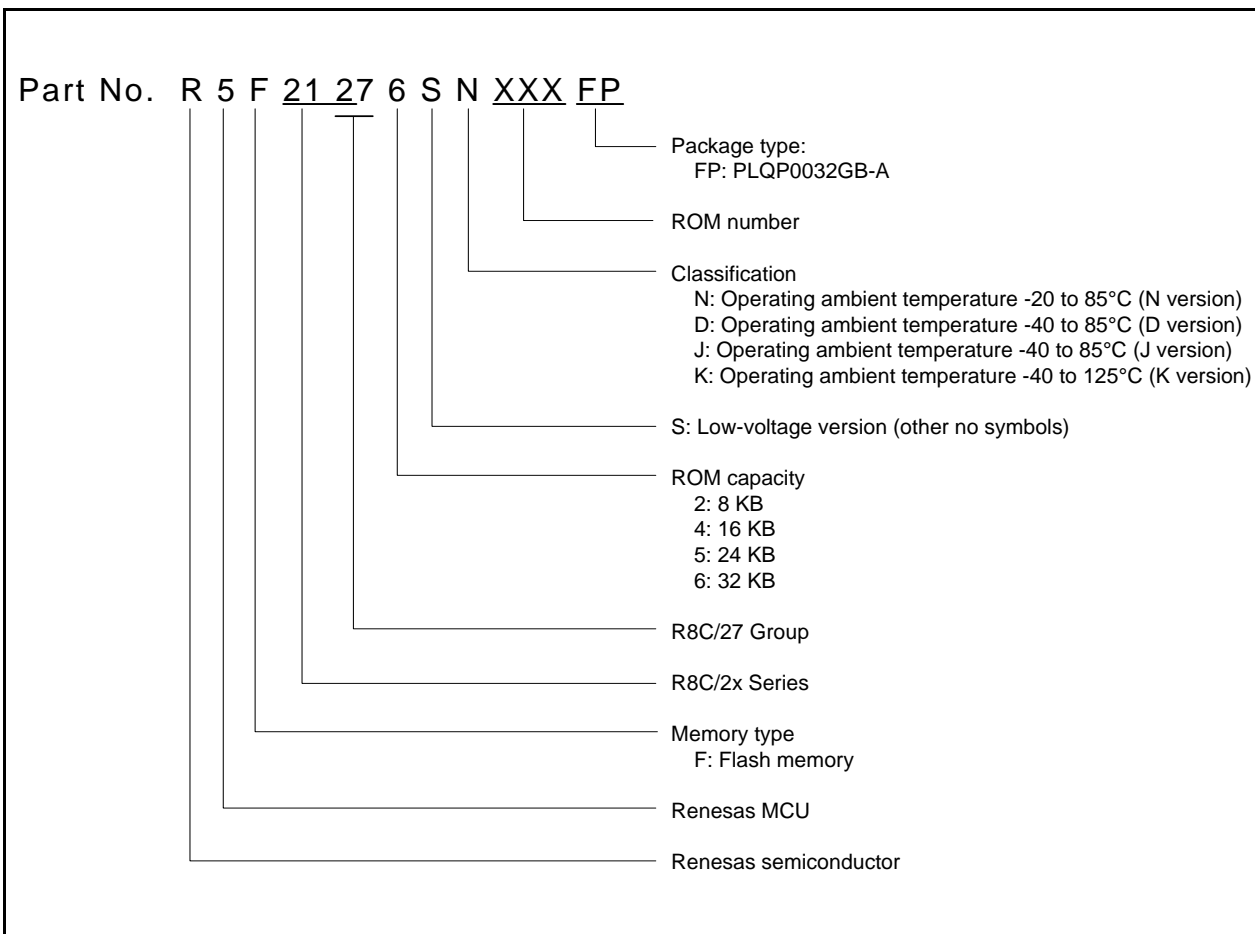 Part No. R 5 F 21 27 6 S N XXX FP
Package type:
FP: PLQP0032GB-A
ROM number
Classification
N: Operating ambient temperature -20 to 85°C (N version)
D: Operating ambient temperature -40 to 85°C (D version)
J: Operating ambient temperature -40 to 85°C (J version)
K: Operating ambient temperature -40 to 125°C (K version)
S: Low-voltage version (other no symbols)
ROM capacity
2: 8 KB
4: 16 KB
5: 24 KB
6: 32 KB
R8C/27 Group
R8C/2x Series
Memory type
F: Flash memory
Renesas MCU
Renesas semiconductor